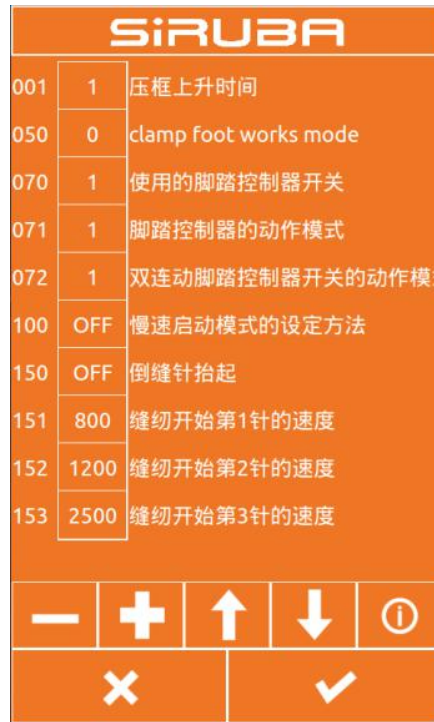 SiRUBA
001 1 压框上升时间
050 0 clamp foot works mode
070 1 使用的脚踏控制器开关
071 1 脚踏控制器的动作模式
072 1 双连动脚踏控制器开关的动作模
100 OFF 慢速启动模式的设定方法
150 OFF 倒缝针抬起
151 800 缝纫开始第1针的速度
152 1200 缝纫开始第2针的速度
153 2500 缝纫开始第3针的速度